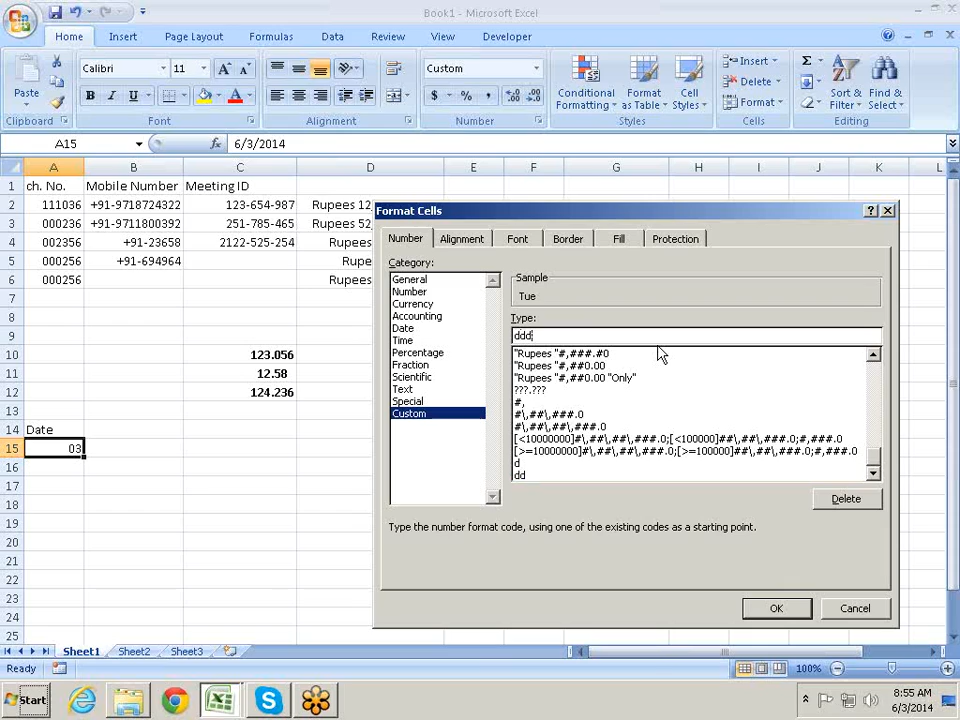 Book1 - Microsoft Excel
Home Insert Page Layout Formulas Data Review View Developer
Paste
Calibri 11
B I U
A A
Custom
$ % ,
Conditional Formatting
Format as Table
Cell Styles
Insert
Delete
Format
Σ
Sort & Filter
Find & Select
Clipboard Font Alignment Number Styles Cells Editing
A15 fx 6/3/2014
A B C D E F G H I J K L
1 ch. No. Mobile Number Meeting ID
2 111036 +91-9718724322 123-654-987 Rupees 12
3 000236 +91-9711800392 251-785-465 Rupees 52
4 002356 +91-23658 2122-525-254 Rupees
5 000256 +91-694964 Rupe
6 000256 Rupees
7
8
9
10 123.056
11 12.58
12 124.236
13
14 Date
15 03
16
17
18
19
20
21
22
23
24
25
Format Cells
Number Alignment Font Border Fill Protection
Category:
General
Number
Currency
Accounting
Date
Time
Percentage
Fraction
Scientific
Text
Special
Custom
Sample
Tue
Type:
ddd
"Rupees "#,###.#0
"Rupees "#,##0.00
"Rupees "#,##0.00 "Only"
???.???
#,
#\,##\,###.0
#\,##\,##\,###.0
[<10000000]#\,##\,##\,###.0;[<100000]##\,##\,###.0;#,###.0
[>=10000000]#\,##\,##\,###.0;[>=100000]##\,##\,###.0;#,###.0
d
dd
Delete
Type the number format code, using one of the existing codes as a starting point.
OK Cancel
Sheet1 Sheet2 Sheet3
Ready 100%
Start
8:55 AM
6/3/2014